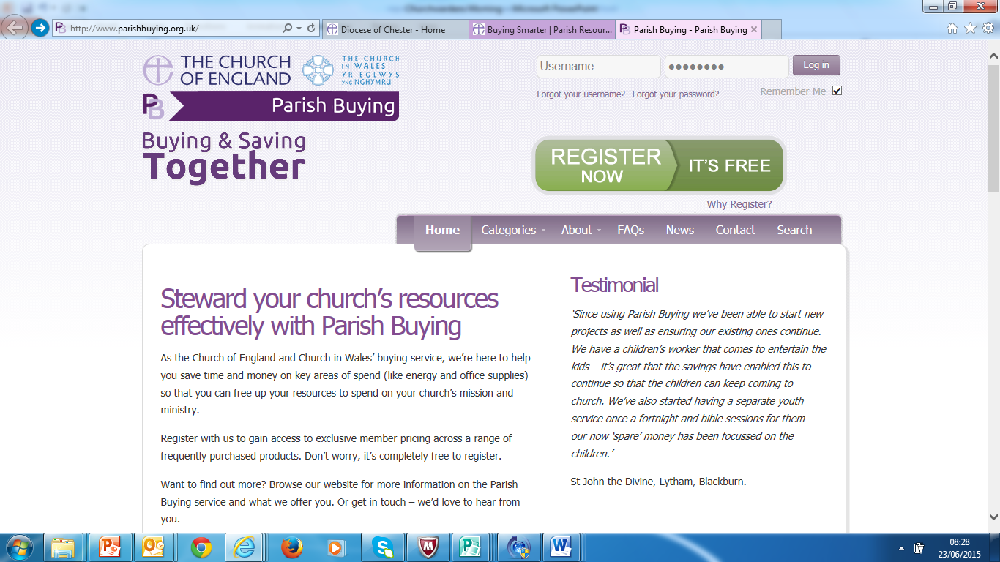 http://www.parishbuying.org.uk/
Diocese of Chester - Home
Buying Smarter | Parish Resour...
Parish Buying - Parish Buying
THE CHURCH
OF ENGLAND
THE CHURCH
IN WALES
YR EGLWYS
YNG NGHYMRU
PB
Parish Buying
Buying & Saving
Together
Username
Log in
Forgot your username?
Forgot your password?
Remember Me
REGISTER
NOW
IT'S FREE
Why Register?
Home
Categories
About
FAQs
News
Contact
Search
Steward your church’s resources
effectively with Parish Buying
As the Church of England and Church in Wales’ buying service, we’re here to help
you save time and money on key areas of spend (like energy and office supplies)
so that you can free up your resources to spend on your church’s mission and
ministry.
Register with us to gain access to exclusive member pricing across a range of
frequently purchased products. Don’t worry, it’s completely free to register.
Want to find out more? Browse our website for more information on the Parish
Buying service and what we offer you. Or get in touch – we’d love to hear from
you.
Testimonial
‘Since using Parish Buying we’ve been able to start new
projects as well as ensuring our existing ones continue.
We have a children’s worker that comes to entertain the
kids – it’s great that the savings have enabled this to
continue so that the children can keep coming to
church. We’ve also started having a separate youth
service once a fortnight and bible sessions for them –
our now ‘spare’ money has been focussed on the
children.’
St John the Divine, Lytham, Blackburn.
08:28
23/06/2015